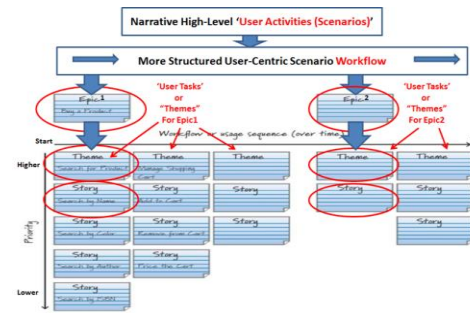 Narrative High-Level ‘User Activities (Scenarios)’
More Structured User-Centric Scenario Workflow
Epic1
Buy a Product
‘User Tasks’
or
“Themes”
For Epic1
Epic 2
‘User Tasks’
or
“Themes”
For Epic2
Start
Workflow or usage sequence (over time)
Higher
Priority
Lower
Theme
Search for Product
Theme
Manage Shopping
Cart
Theme
Theme
Theme
Story
Search by Name
Story
Add to Cart
Story
Story
Story
Story
Search by Color
Story
Remove from Cart
Story
Story
Story
Search by Author
Story
Price the Cart
Story
Search by ISBN